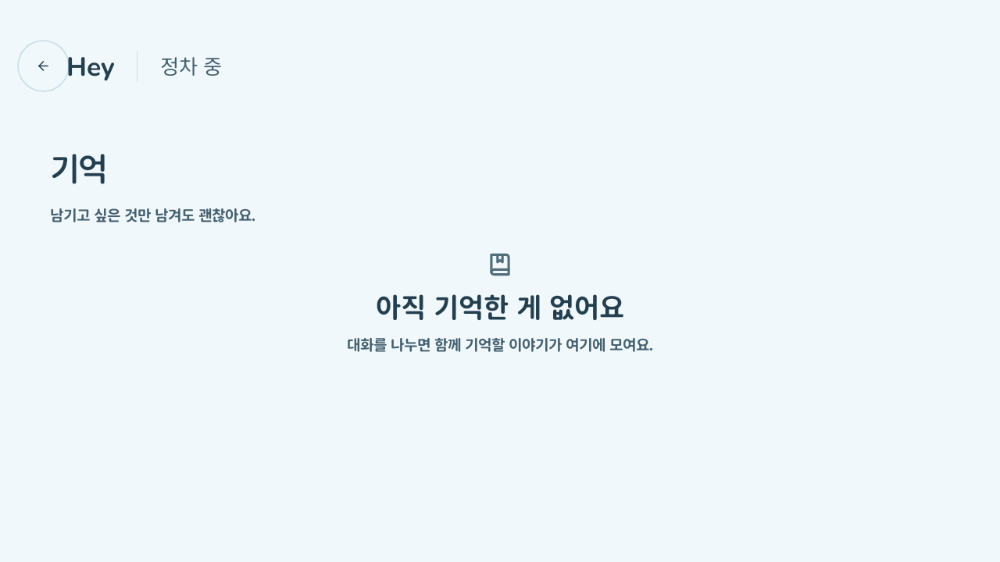 Hey
정차 중
기억
남기고 싶은 것만 남겨도 괜찮아요.
아직 기억한 게 없어요
대화를 나누면 함께 기억할 이야기가 여기에 모여요.